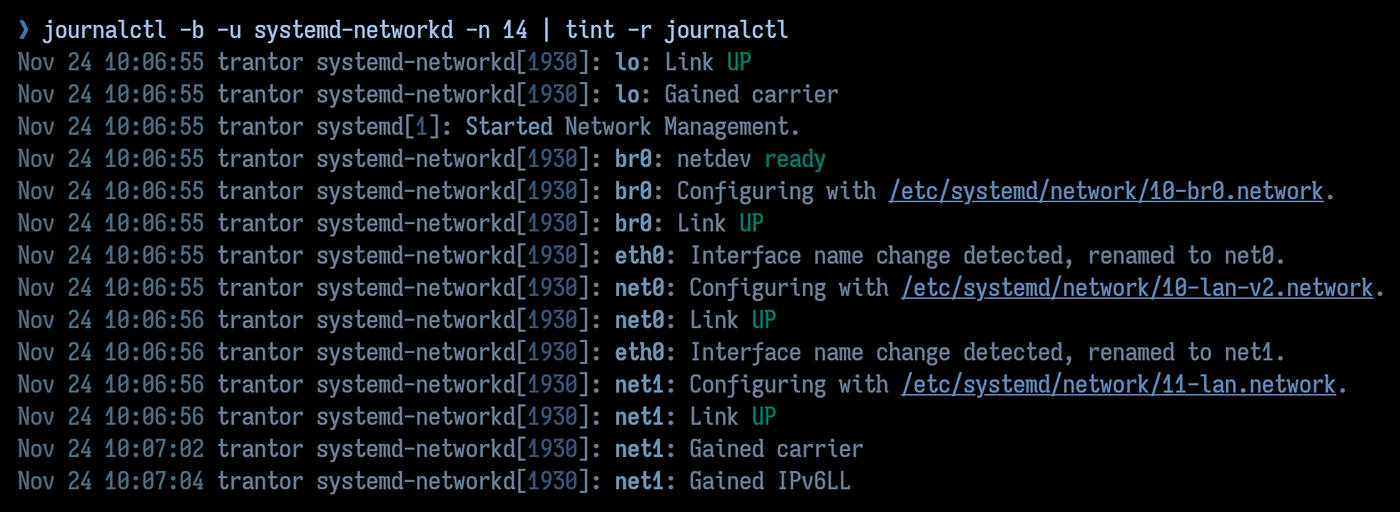 ❯ journalctl -b -u systemd-networkd -n 14 | tint -r journalctl
Nov 24 10:06:55 trantor systemd-networkd[1930]: lo: Link UP
Nov 24 10:06:55 trantor systemd-networkd[1930]: lo: Gained carrier
Nov 24 10:06:55 trantor systemd[1]: Started Network Management.
Nov 24 10:06:55 trantor systemd-networkd[1930]: br0: netdev ready
Nov 24 10:06:55 trantor systemd-networkd[1930]: br0: Configuring with /etc/systemd/network/10-br0.network.
Nov 24 10:06:55 trantor systemd-networkd[1930]: br0: Link UP
Nov 24 10:06:55 trantor systemd-networkd[1930]: eth0: Interface name change detected, renamed to net0.
Nov 24 10:06:55 trantor systemd-networkd[1930]: net0: Configuring with /etc/systemd/network/10-lan-v2.network.
Nov 24 10:06:56 trantor systemd-networkd[1930]: net0: Link UP
Nov 24 10:06:56 trantor systemd-networkd[1930]: eth0: Interface name change detected, renamed to net1.
Nov 24 10:06:56 trantor systemd-networkd[1930]: net1: Configuring with /etc/systemd/network/11-lan.network.
Nov 24 10:06:56 trantor systemd-networkd[1930]: net1: Link UP
Nov 24 10:07:02 trantor systemd-networkd[1930]: net1: Gained carrier
Nov 24 10:07:04 trantor systemd-networkd[1930]: net1: Gained IPv6LL